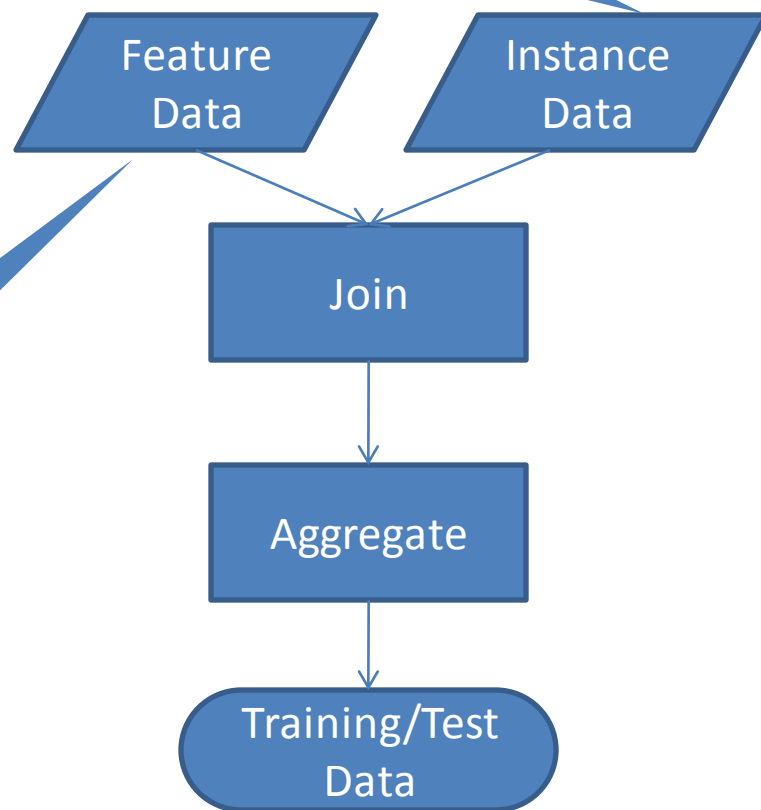 Feature
Data
Instance
Data
Join
Aggregate
Training/Test
Data